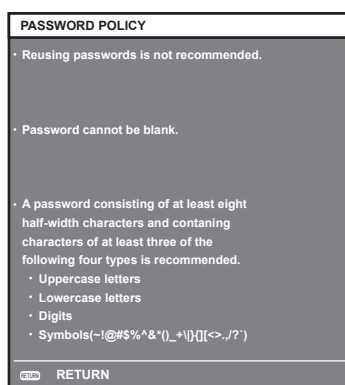 PASSWORD POLICY
· Reusing passwords is not recommended.
· Password cannot be blank.
· A password consisting of at least eight
half-width characters and contaning
characters of at least three of the
following four types is recommended.
· Uppercase letters
· Lowercase letters
· Digits
· Symbols(~!@#$%^&*()_+\|}{][<>.,/?`)
RETURN RETURN